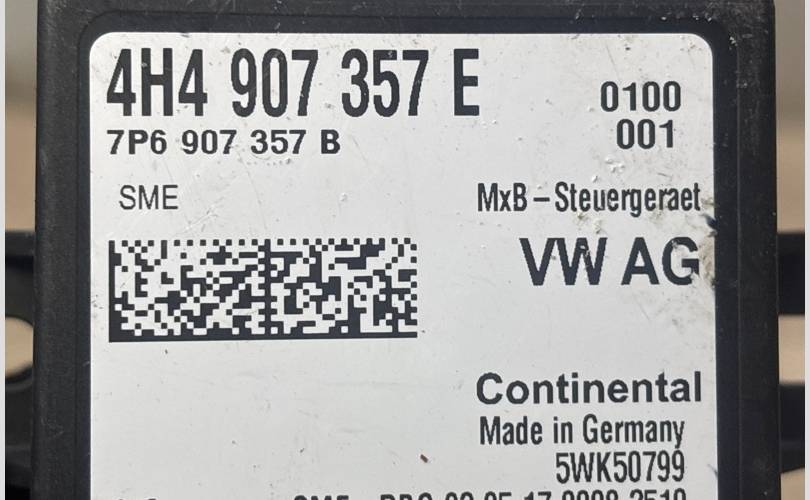 4H4 907 357 E
0100
7P6 907 357 B
001
SME
MxB – Steuergeraet
VW AG
Continental
Made in Germany
5WK50799